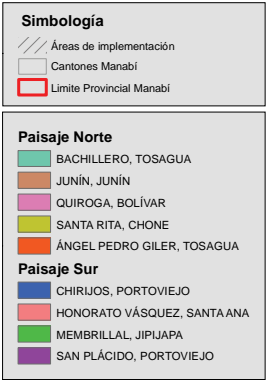 Simbología
Áreas de implementación
Cantones Manabí
Limite Provincial Manabí
Paisaje Norte
BACHILLERO, TOSAGUA
JUNÍN, JUNÍN
QUIROGA, BOLÍVAR
SANTA RITA, CHONE
ÁNGEL PEDRO GILER, TOSAGUA
Paisaje Sur
CHIRIJOS, PORTOVIEJO
HONORATO VÁSQUEZ, SANTA ANA
MEMBRILLAL, JIPIJAPA
SAN PLÁCIDO, PORTOVIEJO